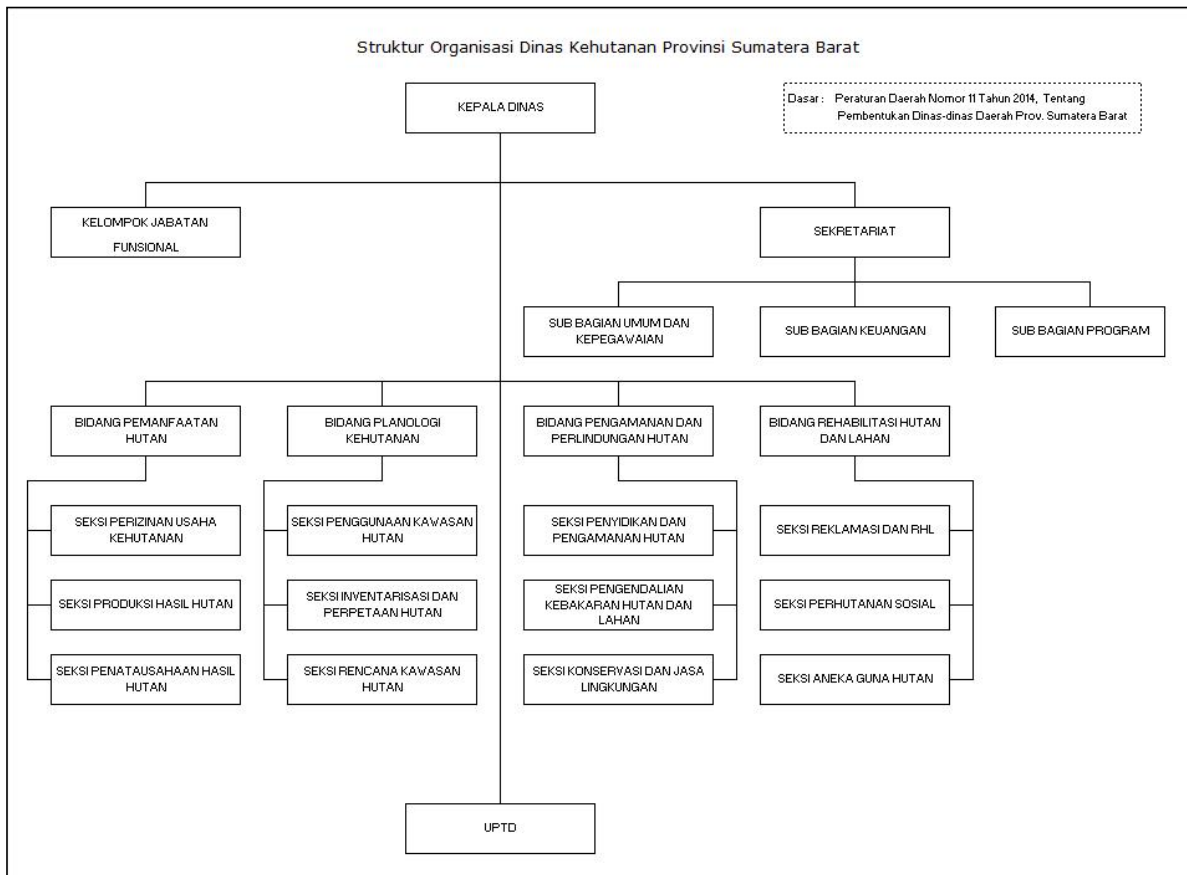 Struktur Organisasi Dinas Kehutanan Provinsi Sumatera Barat
KEPALA DINAS
Dasar : Peraturan Daerah Nomor 11 Tahun 2014, Tentang
Pembentukan Dinas-dinas Daerah Prov. Sumatera Barat
KELOMPOK JABATAN
FUNSIONAL
SEKRETARIAT
SUB BAGIAN UMUM DAN
KEPEGAWAIAN
SUB BAGIAN KEUANGAN
SUB BAGIAN PROGRAM
BIDANG PEMANFAATAN
HUTAN
BIDANG PLANOLOGI
KEHUTANAN
BIDANG PENGAMANAN DAN
PERLINDUNGAN HUTAN
BIDANG REHABILITASI HUTAN
DAN LAHAN
SEKSI PERIZINAN USAHA
KEHUTANAN
SEKSI PENGGUNAAN KAWASAN
HUTAN
SEKSI PENYIDIKAN DAN
PENGAMANAN HUTAN
SEKSI REKLAMASI DAN RHL
SEKSI PRODUKSI HASIL HUTAN
SEKSI INVENTARISASI DAN
PERPETAAN HUTAN
SEKSI PENGENDALIAN
KEBAKARAN HUTAN DAN
LAHAN
SEKSI PERHUTANAN SOSIAL
SEKSI PENATAUSAHAAN HASIL
HUTAN
SEKSI RENCANA KAWASAN
HUTAN
SEKSI KONSERVASI DAN JASA
LINGKUNGAN
SEKSI ANEKA GUNA HUTAN
UPTD